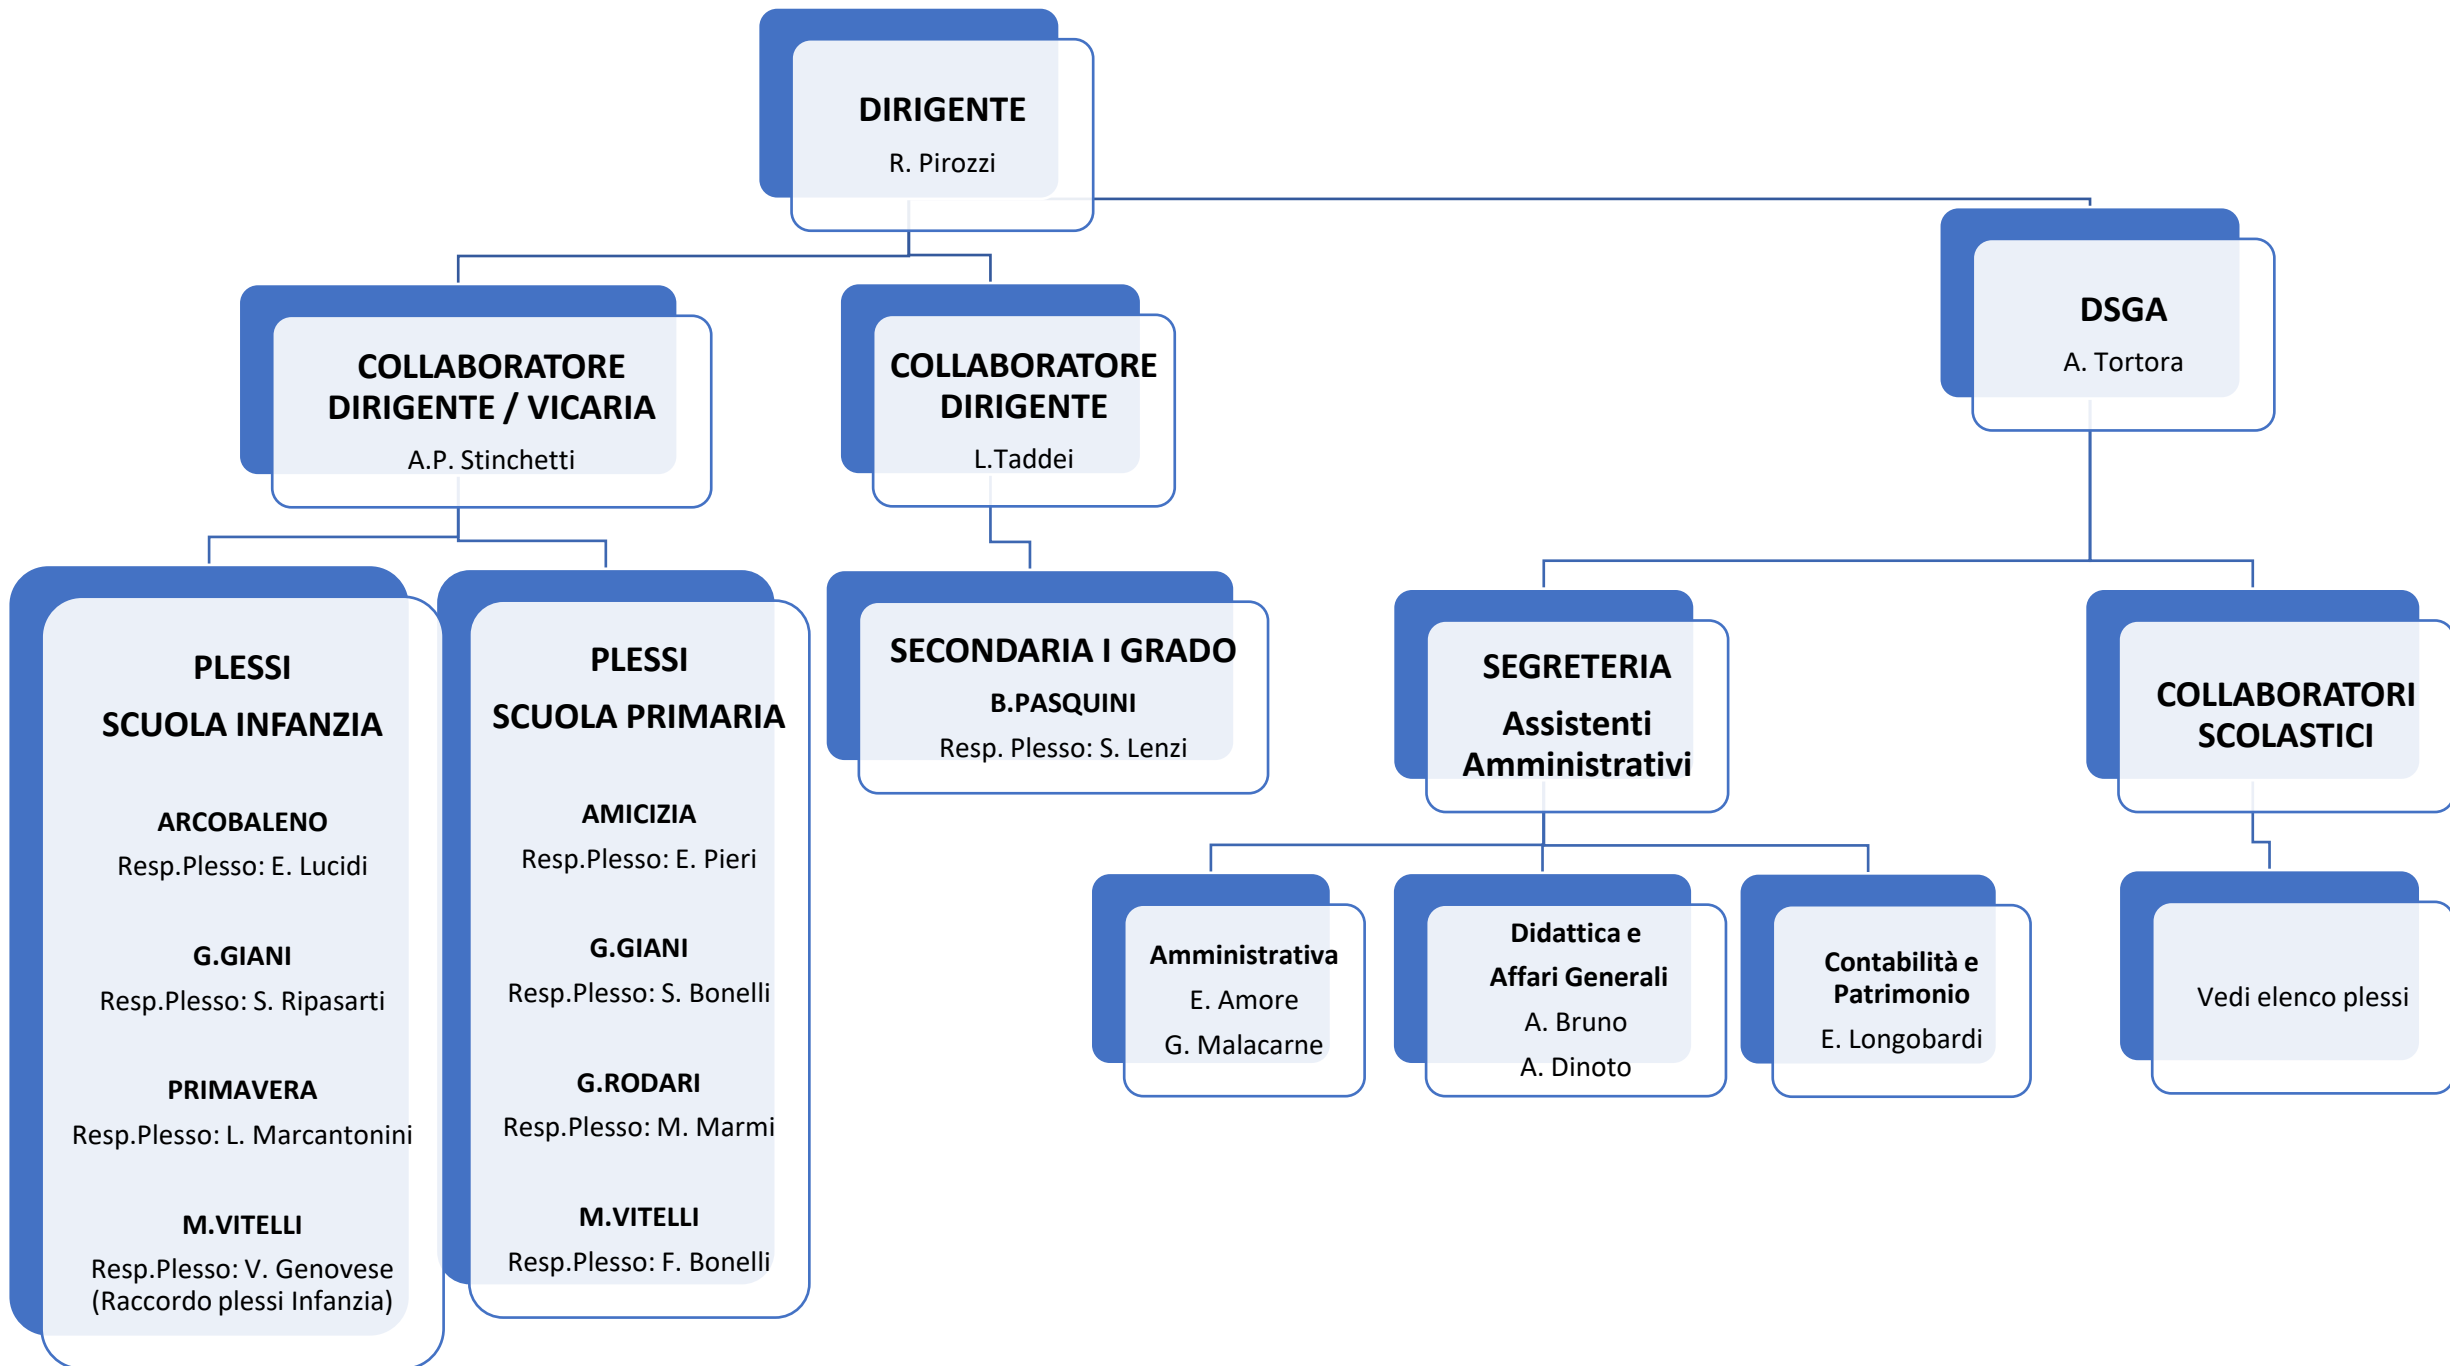 DIRIGENTE
R. Pirozzi
DSGA
A. Tortora
COLLABORATORE
DIRIGENTE / VICARIA
A.P. Stinchetti
COLLABORATORE
DIRIGENTE
L.Taddei
PLESSI
SCUOLA INFANZIA
ARCOBALENO
Resp.Plesso: E. Lucidi
G.GIANI
Resp.Plesso: S. Ripasarti
PRIMAVERA
Resp.Plesso: L. Marcantonini
M.VITELLI
Resp.Plesso: V. Genovese
(Raccordo plessi Infanzia)
PLESSI
SCUOLA PRIMARIA
AMICIZIA
Resp.Plesso: E. Pieri
G.GIANI
Resp.Plesso: S. Bonelli
G.RODARI
Resp.Plesso: M. Marmi
M.VITELLI
Resp.Plesso: F. Bonelli
SECONDARIA I GRADO
B.PASQUINI
Resp. Plesso: S. Lenzi
SEGRETERIA
Assistenti
Amministrativi
COLLABORATORI
SCOLASTICI
Amministrativa
E. Amore
G. Malacarne
Didattica e
Affari Generali
A. Bruno
A. Dinoto
Contabilità e
Patrimonio
E. Longobardi
Vedi elenco plessi